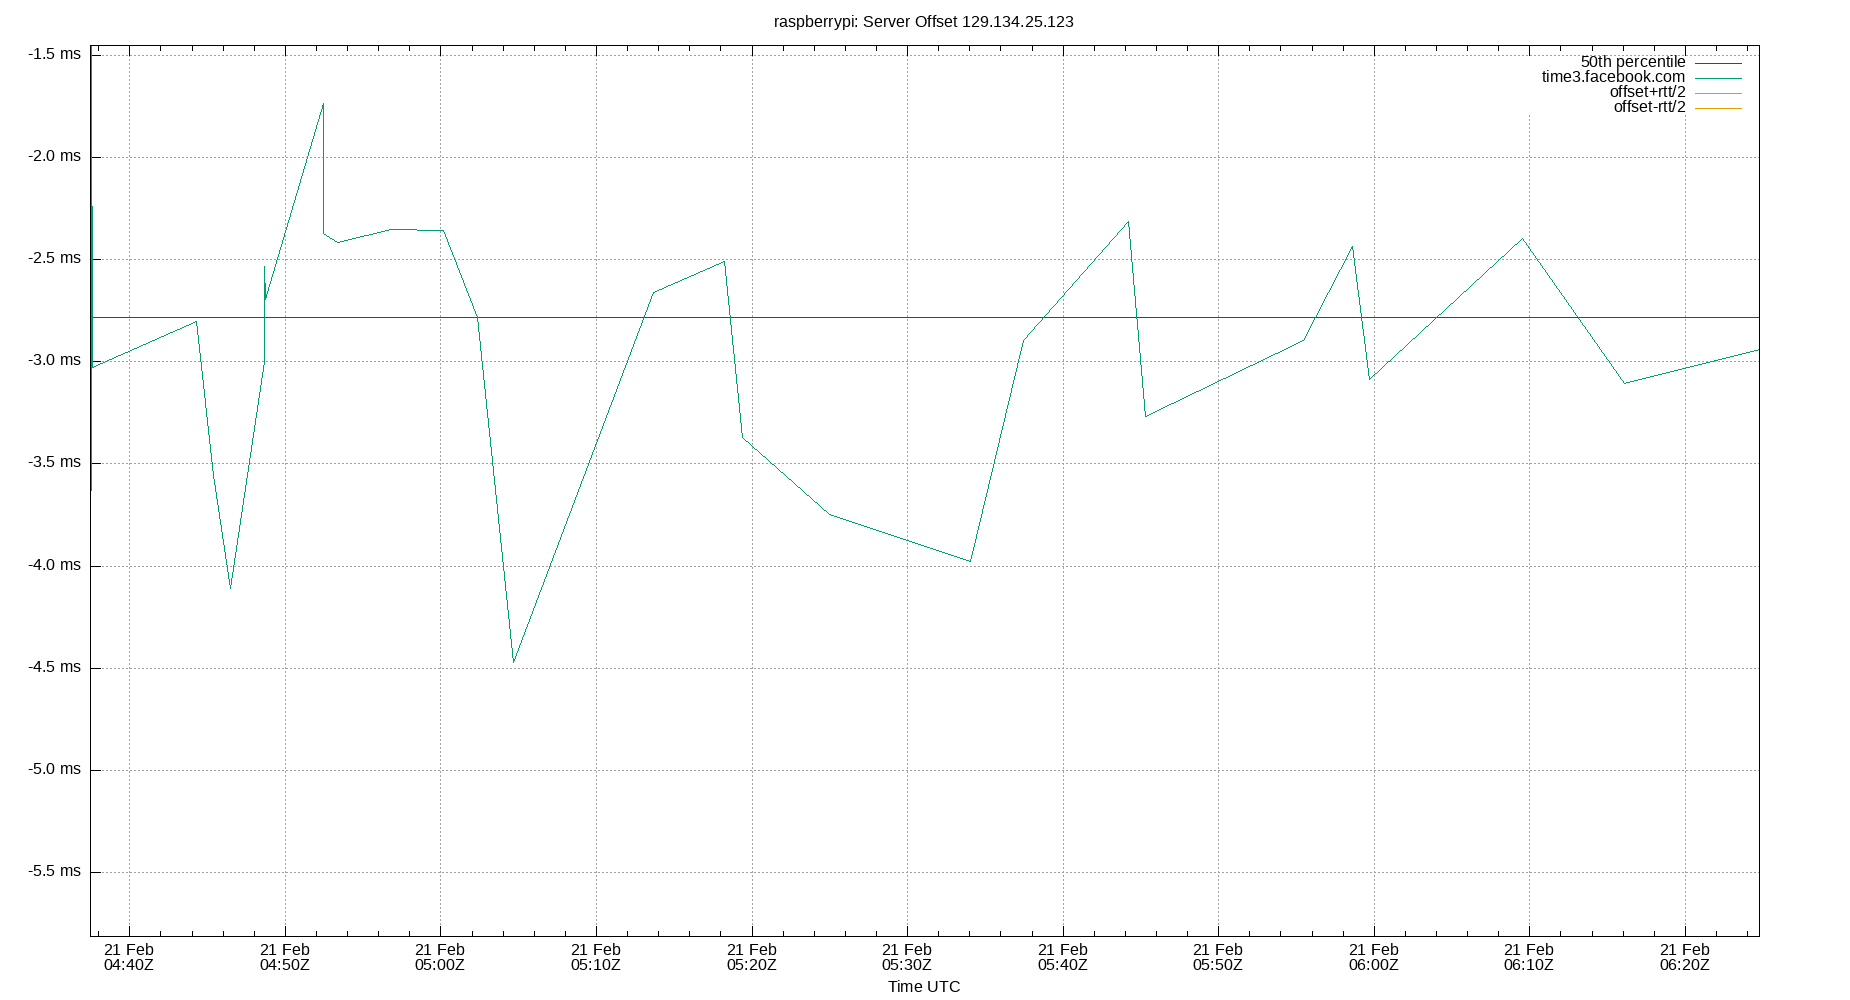 raspberrypi: Server Offset 129.134.25.123
-1.5 ms
-2.0 ms
-2.5 ms
-3.0 ms
-3.5 ms
-4.0 ms
-4.5 ms
-5.0 ms
-5.5 ms
50th percentile
time3.facebook.com
offset+rtt/2
offset-rtt/2
21 Feb 21 Feb 21 Feb 21 Feb 21 Feb 21 Feb 21 Feb 21 Feb 21 Feb 21 Feb 21 Feb
04:40Z 04:50Z 05:00Z 05:10Z 05:20Z 05:30Z 05:40Z 05:50Z 06:00Z 06:10Z 06:20Z
Time UTC